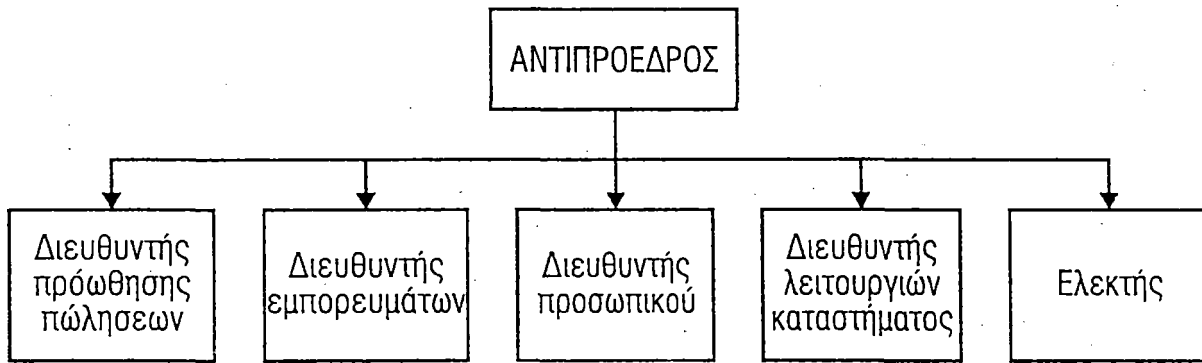 ΑΝΤΙΠΡΟΕΔΡΟΣ
Διευθυντής
πρόωθησης
πώλησεων
Διευθυντής
εμπορευμάτων
Διευθυντής
προσωπικού
Διευθυντής
λειτουργιών
καταστήματος
Ελεκτής